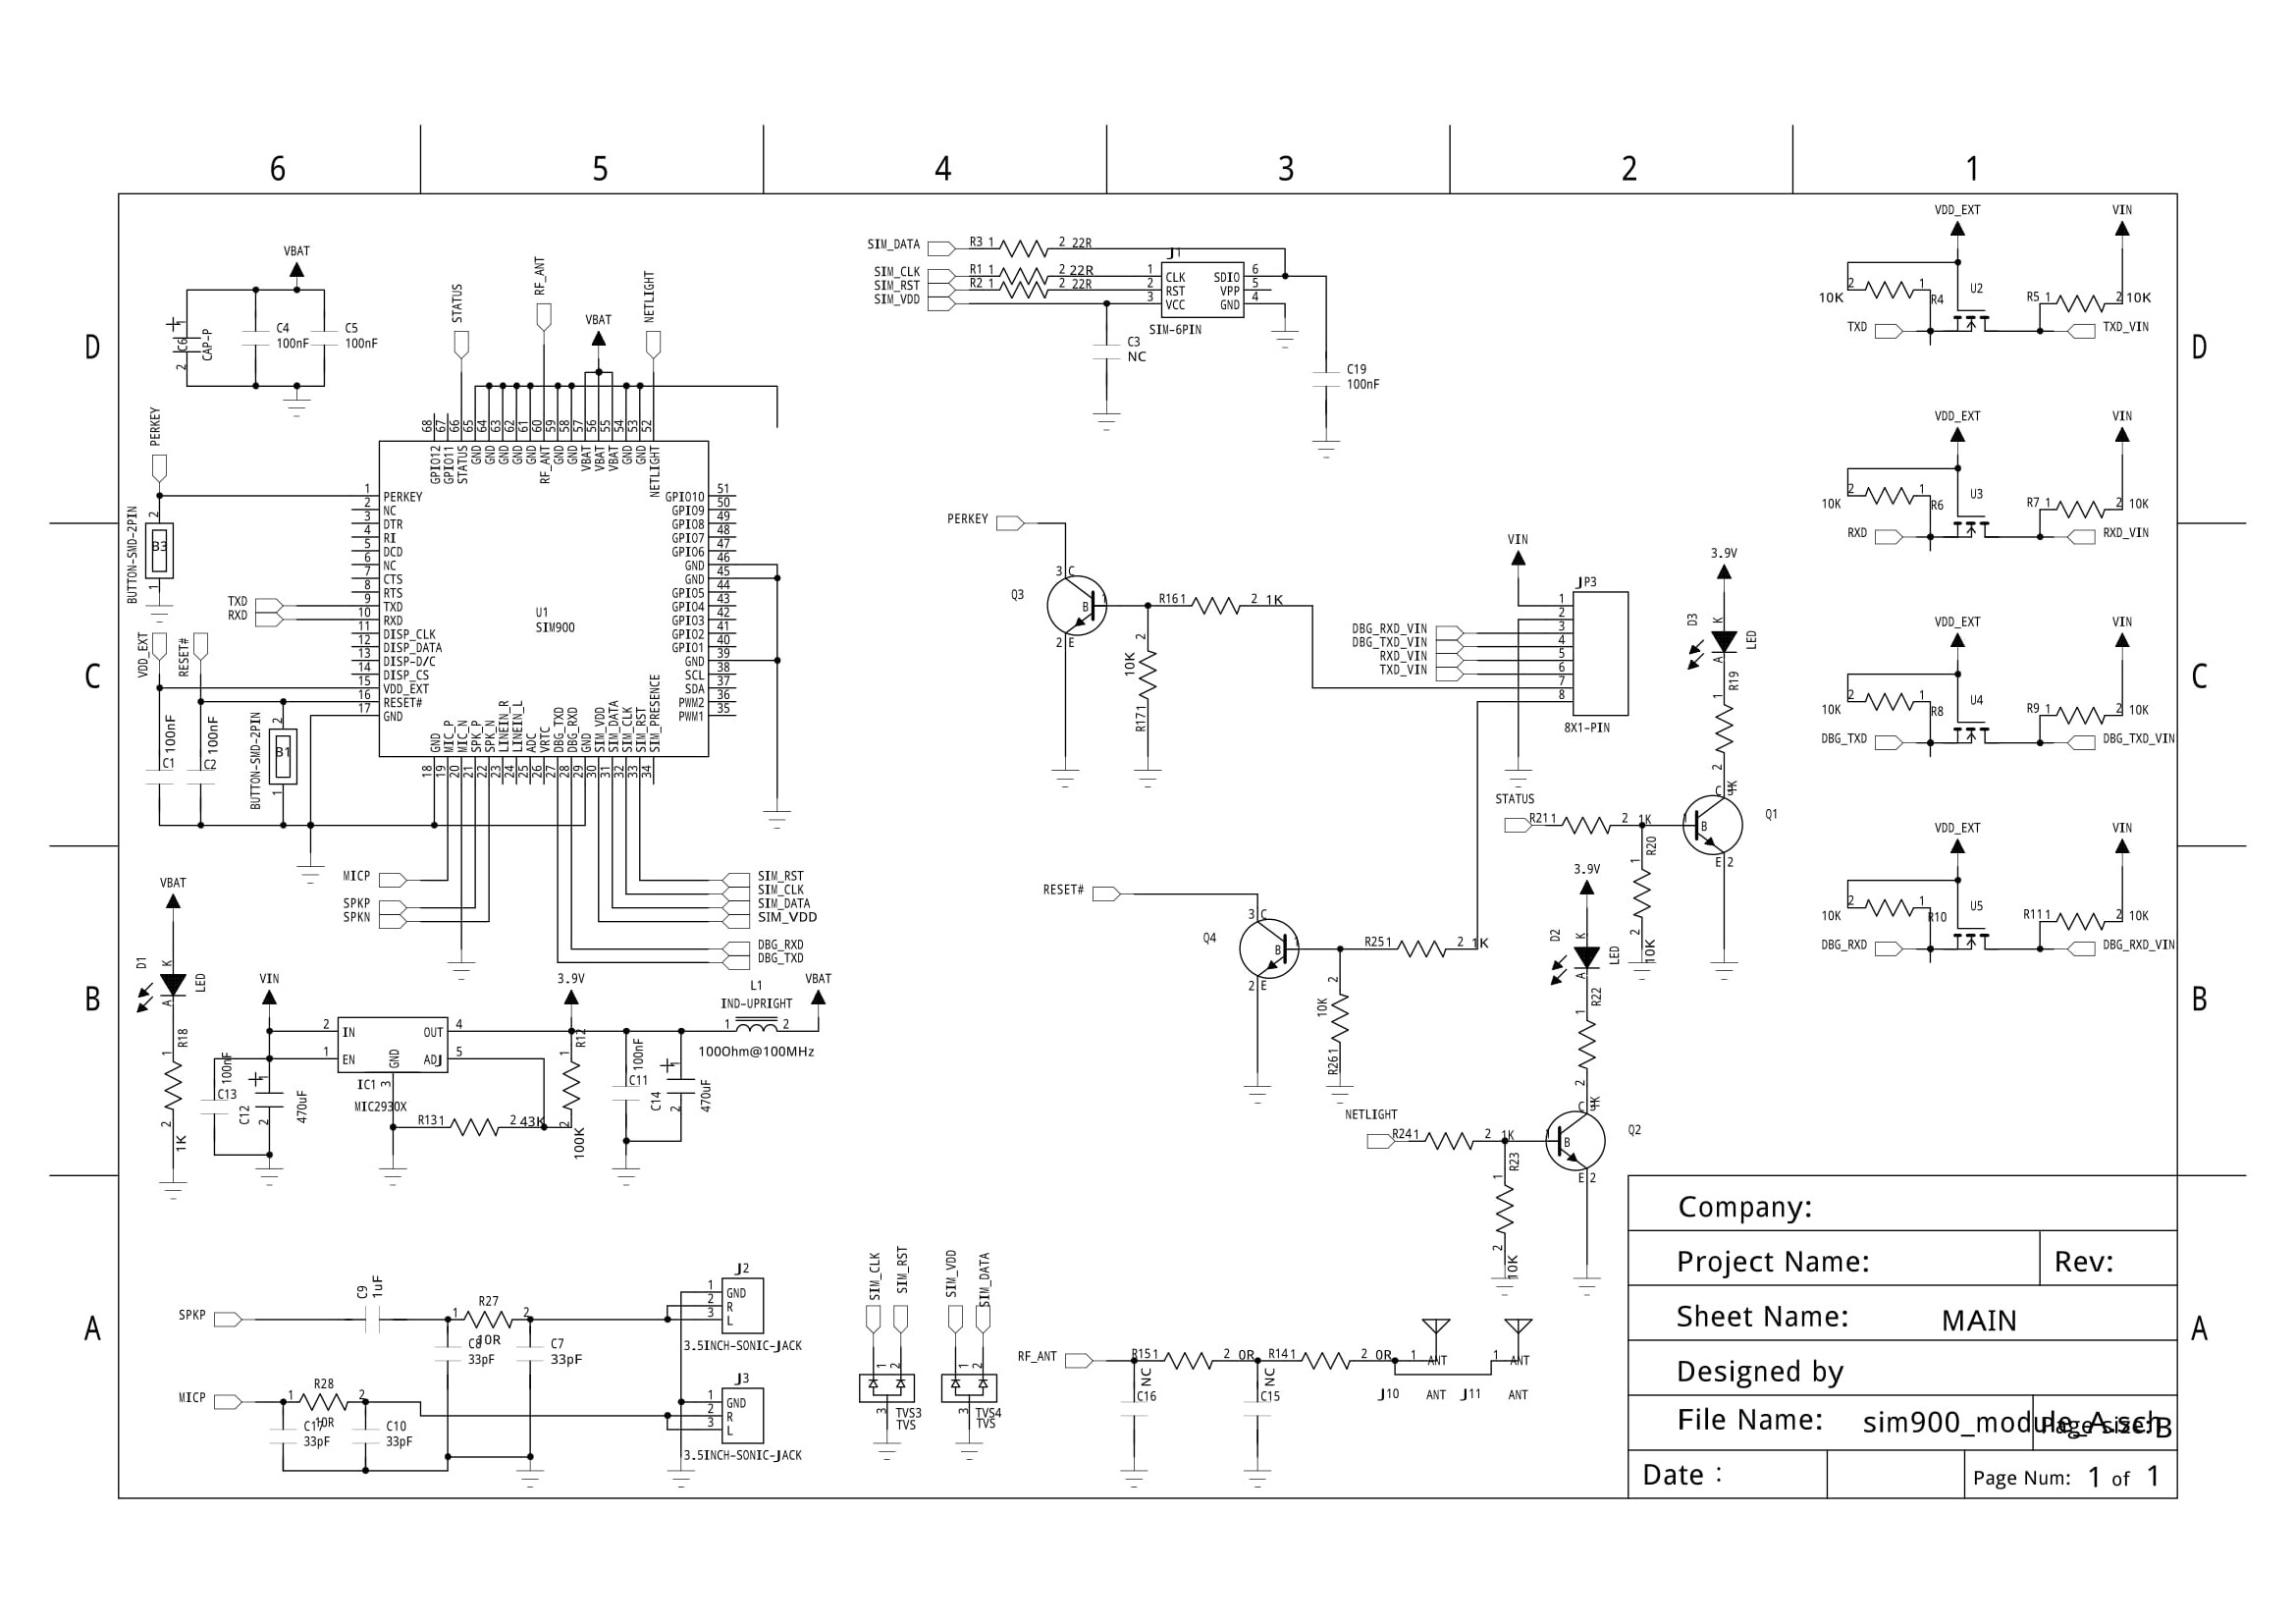 6 5 4 3 2 1
D D
C C
B B
A A
VBAT
C6
1
2
CAP-P
C4
100nF
C5
100nF
STATUS
RF_ANT
VBAT
NETLIGHT
68 67 66 65 64 63 62 61 60 59 58 57 56 55 54 53 52
GPIO12 GPIO11 STATUS GND GND GND GND GND RF_ANT GND GND VBAT VBAT VBAT GND GND NETLIGHT
PERKEY
BUTTON-SMD-2PIN
2
B3
1
1 PERKEY
2 NC
3 DTR
4 RI
5 DCD
6 NC
7 CTS
8 RTS
9 TXD
10 RXD
11 DISP_CLK
12 DISP_DATA
13 DISP-D/C
14 DISP_CS
15 VDD_EXT
16 RESET#
17 GND
TXD
RXD
VDD_EXT
RESET#
U1
SIM900
GPIO10 51
GPIO9 50
GPIO8 49
GPIO7 48
GPIO6 47
GND 46
GND 45
GPIO5 44
GPIO4 43
GPIO3 42
GPIO2 41
GPIO1 40
GND 39
SCL 38
SDA 37
PWM2 36
PWM1 35
GND MIC_P MIC_N SPK_P SPK_N LINEIN_R LINEIN_L ADC VRTC DBG_TXD DBG_RXD GND SIM_VDD SIM_DATA SIM_CLK SIM_RST SIM_PRESENCE
18 19 20 21 22 23 24 25 26 27 28 29 30 31 32 33 34
C1
100nF
C2
100nF
BUTTON-SMD-2PIN
2
B1
1
MICP
SPKP
SPKN
SIM_RST
SIM_CLK
SIM_DATA
SIM_VDD
DBG_RXD
DBG_TXD
SIM_DATA R3 1 2 22R
SIM_CLK R1 1 2 22R
SIM_RST R2 1 2 22R
SIM_VDD
J1
1 CLK SDIO 6
2 RST VPP 5
3 VCC GND 4
SIM-6PIN
C3
NC
C19
100nF
PERKEY
Q3
3 C
B 1
2 E
R16 1 2 1K
2
10K
R17 1
VIN
JP3
1
2
DBG_RXD_VIN 3
DBG_TXD_VIN 4
RXD_VIN 5
TXD_VIN 6
7
8
8X1-PIN
3.9V
D3
K
LED
A
R19
1
2
1K
C 3
Q1
1 B
E 2
STATUS
R21 1 2 1K
R20
1
2
10K
RESET#
Q4
3 C
B 1
2 E
R25 1 2 1K
2
10K
R26 1
3.9V
D2
K
LED
A
R22
1
2
1K
C 3
Q2
1 B
E 2
NETLIGHT
R24 1 2 1K
R23
1
2
10K
VDD_EXT VIN
10K 2 1 R4 U2 R5 1 2 10K
TXD TXD_VIN
VDD_EXT VIN
10K 2 1 R6 U3 R7 1 2 10K
RXD RXD_VIN
VDD_EXT VIN
10K 2 1 R8 U4 R9 1 2 10K
DBG_TXD DBG_TXD_VIN
VDD_EXT VIN
10K 2 1 R10 U5 R11 1 2 10K
DBG_RXD DBG_RXD_VIN
VBAT
D1
K
LED
A
R18
1
2
1K
VIN
100nF
C13
C12
1
2
470uF
2 IN OUT 4
1 EN GND ADJ 5
IC1 3
MIC2930X
R13 1 2 43K
3.9V
R12
1
2
100K
100nF
C11
C14
1
2
470uF
L1
IND-UPRIGHT
1 2
100Ohm@100MHz
VBAT
SPKP
C9
1uF
R27
1 2
10R
C8
33pF
C7
33pF
J2
1 GND
2 R
3 L
3.5INCH-SONIC-JACK
MICP
R28
1 2
10R
C17
33pF
C10
33pF
J3
1 GND
2 R
3 L
3.5INCH-SONIC-JACK
SIM_CLK
SIM_RST
SIM_VDD
SIM_DATA
1 2
3 TVS3
TVS
1 2
3 TVS4
TVS
RF_ANT
R15 1 2 0R
R14 1 2 0R
NC
C16
NC
C15
1 ANT
1 ANT
J10 ANT
J11 ANT
Company:
Project Name: Rev:
Sheet Name: MAIN
Designed by
File Name: sim900_module_A.sch
Page size: B
Date :
Page Num: 1 of 1